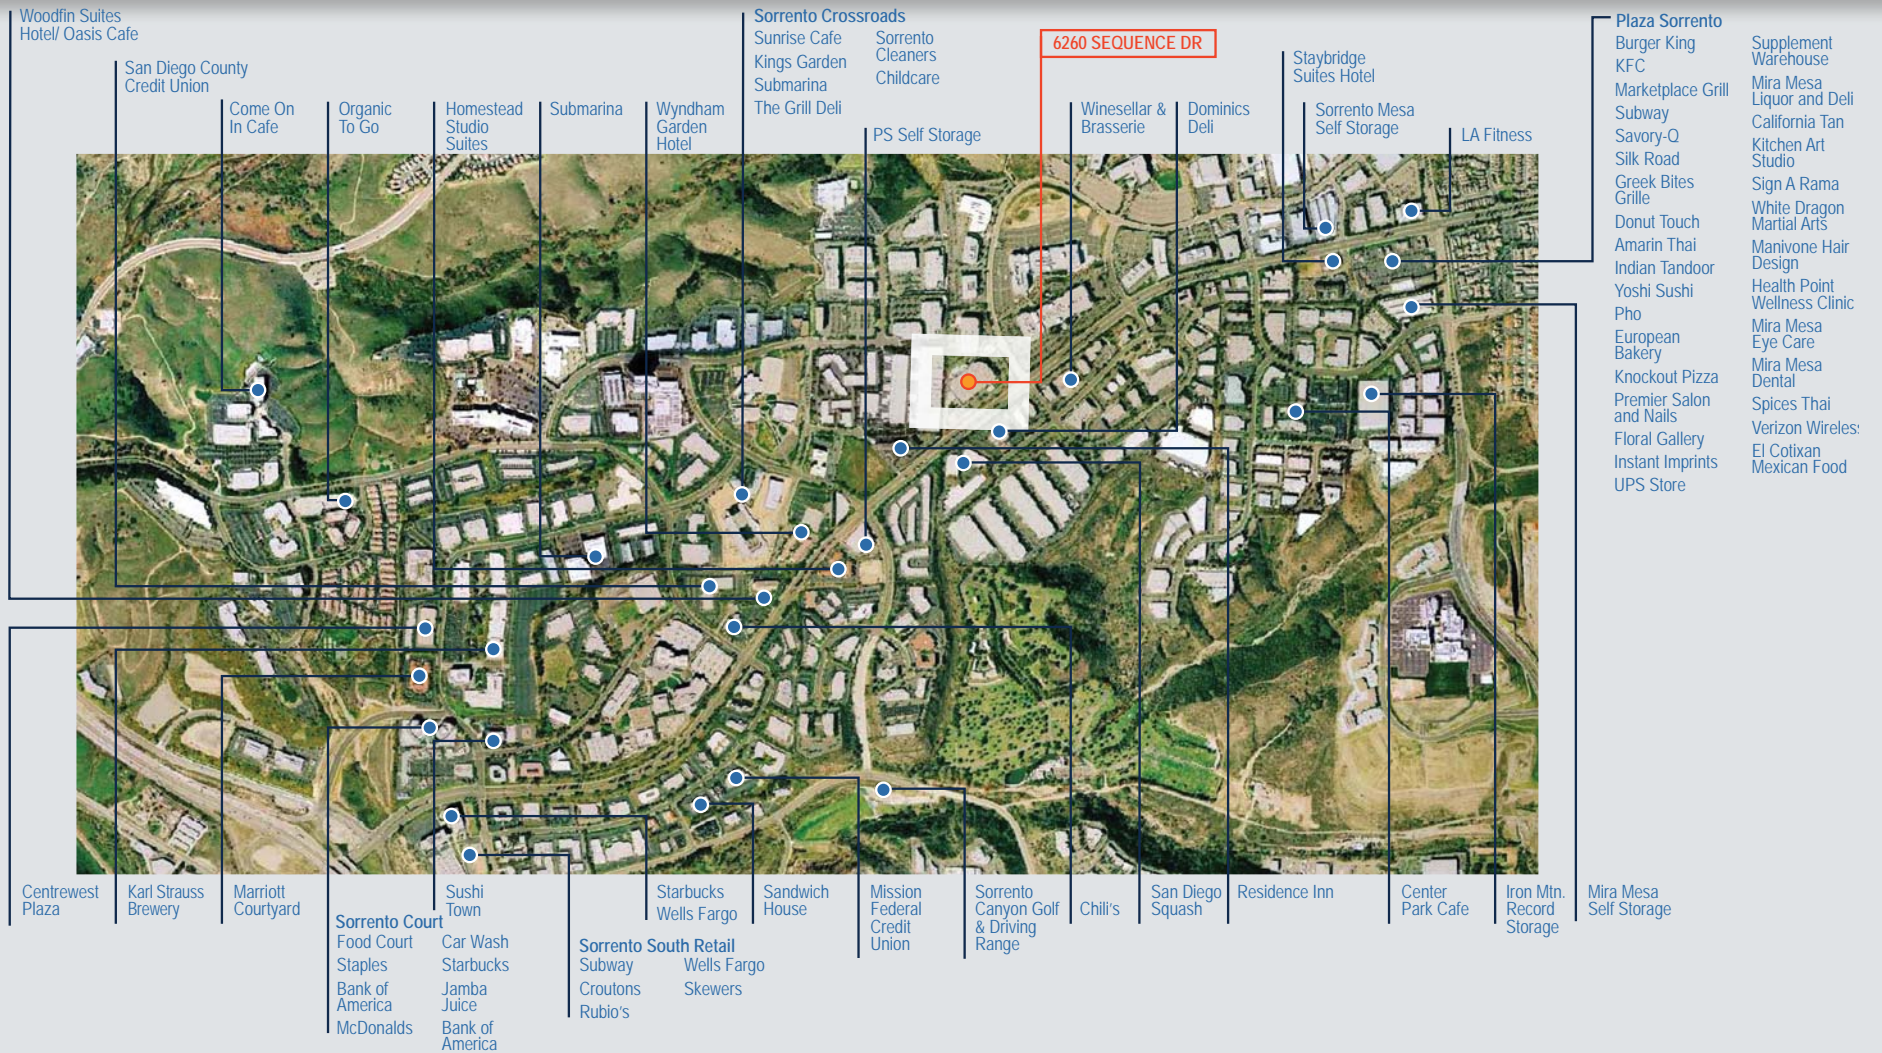 Woodfin Suites
Hotel/ Oasis Cafe
San Diego County
Credit Union
Come On
In Cafe
Organic
To Go
Homestead
Studio
Suites
Submarina
Wyndham
Garden
Hotel
Sorrento Crossroads
Sunrise Cafe
Kings Garden
Submarina
The Grill Deli
Sorrento
Cleaners
Childcare
PS Self Storage
6260 SEQUENCE DR
Winesellar &
Brasserie
Dominics
Deli
Staybridge
Suites Hotel
Sorrento Mesa
Self Storage
LA Fitness
Plaza Sorrento
Burger King
KFC
Marketplace Grill
Subway
Savory-Q
Silk Road
Greek Bites
Grille
Donut Touch
Amarin Thai
Indian Tandoor
Yoshi Sushi
Pho
European
Bakery
Knockout Pizza
Premier Salon
and Nails
Floral Gallery
Instant Imprints
UPS Store
Supplement
Warehouse
Mira Mesa
Liquor and Deli
California Tan
Kitchen Art
Studio
Sign A Rama
White Dragon
Martial Arts
Manivone Hair
Design
Health Point
Wellness Clinic
Mira Mesa
Eye Care
Mira Mesa
Dental
Spices Thai
Verizon Wireles
El Cotixan
Mexican Food
Centrewest
Plaza
Karl Strauss
Brewery
Marriott
Courtyard
Sorrento Court
Food Court
Staples
Bank of
America
McDonalds
Car Wash
Starbucks
Jamba
Juice
Bank of
America
Sushi
Town
Sorrento South Retail
Subway
Croutons
Rubio's
Wells Fargo
Skewers
Starbucks
Wells Fargo
Sandwich
House
Mission
Federal
Credit
Union
Sorrento
Canyon Golf
& Driving
Range
Chili's
San Diego
Squash
Residence Inn
Center
Park Cafe
Iron Mtn.
Record
Storage
Mira Mesa
Self Storage